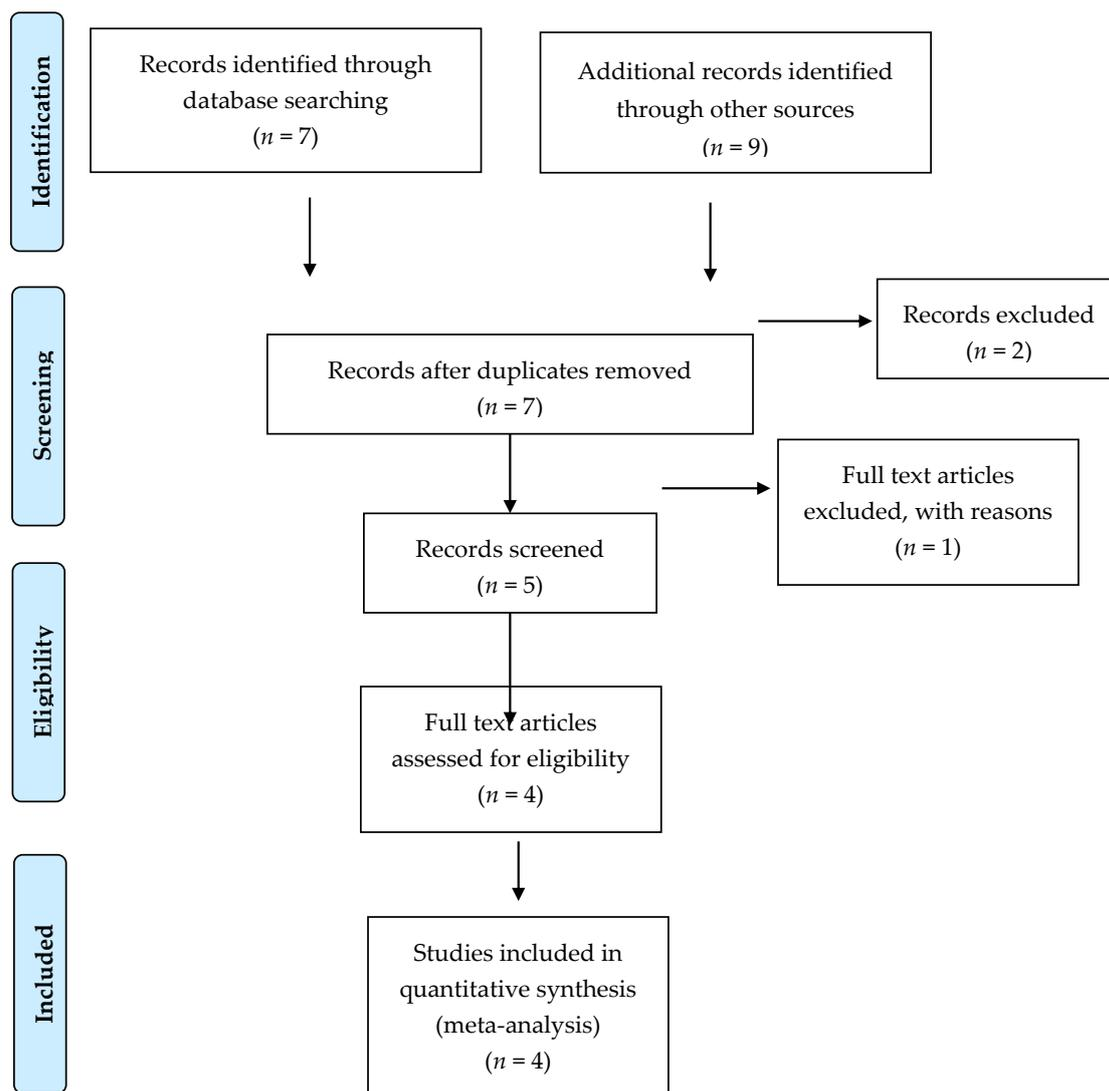 Identification
Records identified through
database searching
(n = 7)
Additional records identified
through other sources
(n = 9)
Screening
Records excluded
(n = 2)
Records after duplicates removed
(n = 7)
Full text articles
excluded, with reasons
(n = 1)
Records screened
(n = 5)
Eligibility
Full text articles
assessed for eligibility
(n = 4)
Included
Studies included in
quantitative synthesis
(meta-analysis)
(n = 4)